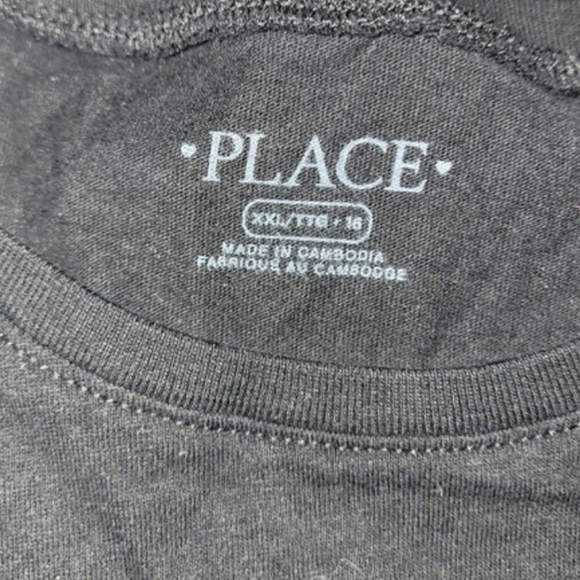 PLACE
XXL/TTG • 16
MADE IN CAMBODIA
FABRIQUÉ AU CAMBODGE